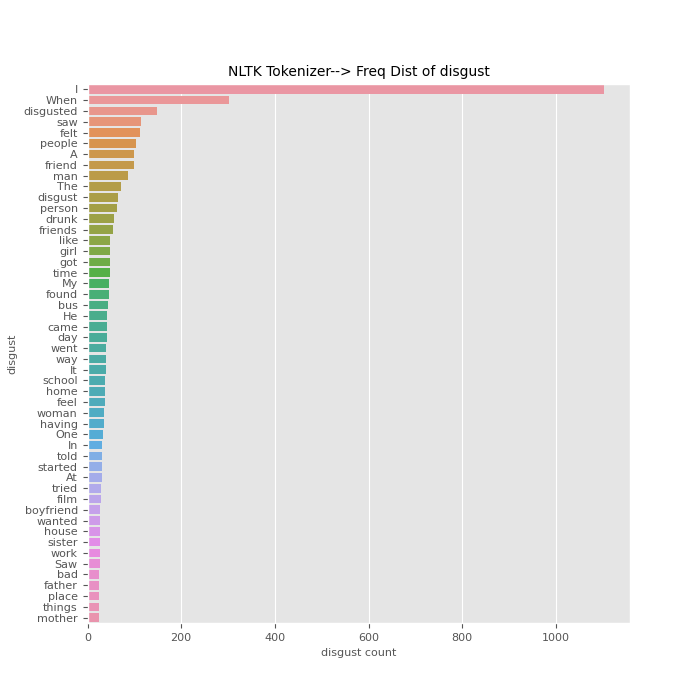 NLTK Tokenizer--> Freq Dist of disgust
I
When
disgusted
saw
felt
people
A
friend
man
The
disgust
person
drunk
friends
like
girl
got
time
My
found
bus
He
came
day
went
way
It
school
home
feel
woman
having
One
In
told
started
At
tried
film
boyfriend
wanted
house
sister
work
Saw
bad
father
place
things
mother
disgust
0 200 400 600 800 1000
disgust count